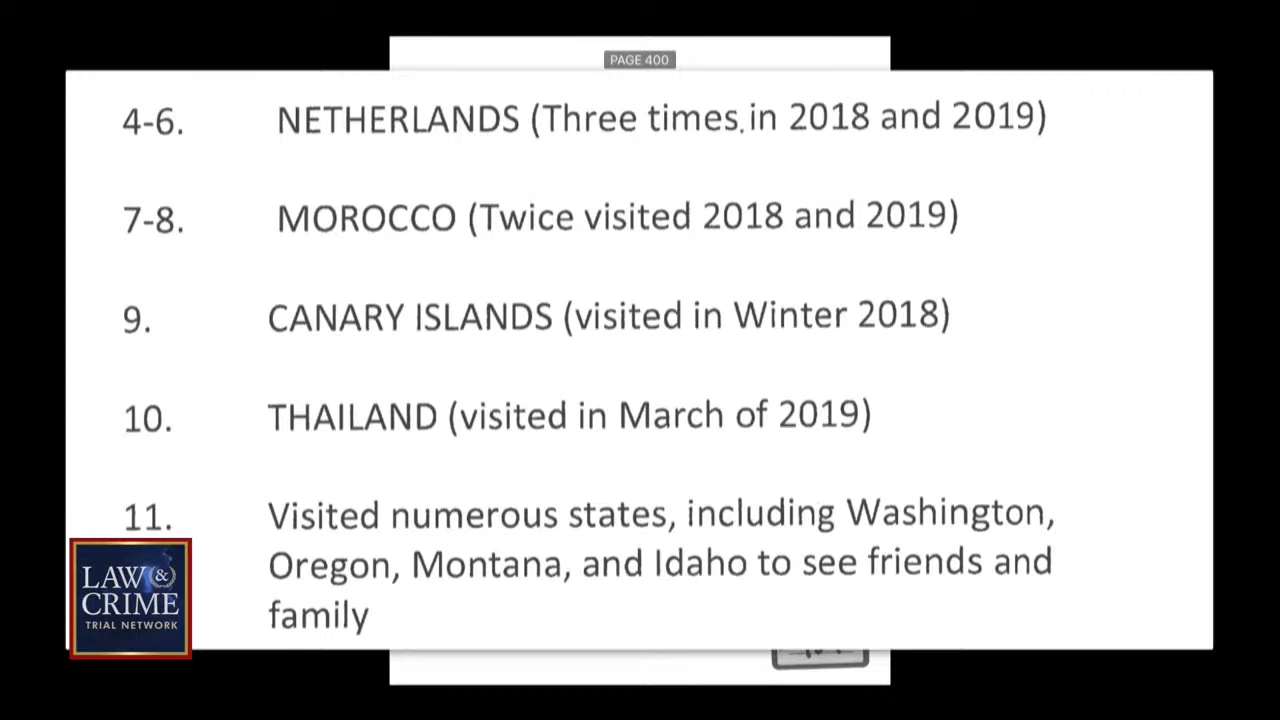 PAGE 400
4-6. NETHERLANDS (Three times in 2018 and 2019)
7-8. MOROCCO (Twice visited 2018 and 2019)
9. CANARY ISLANDS (visited in Winter 2018)
10. THAILAND (visited in March of 2019)
11. Visited numerous states, including Washington,
Oregon, Montana, and Idaho to see friends and
family
LAW &
CRIME
TRIAL NETWORK